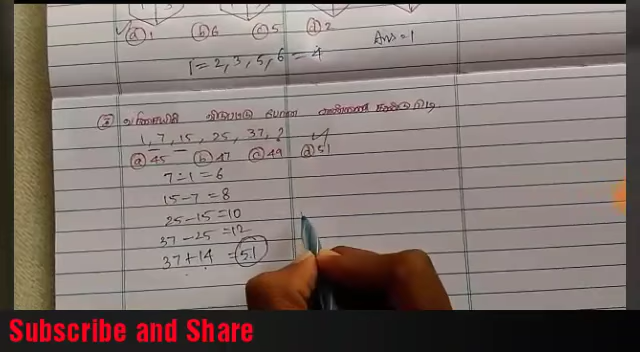 ⓐ 1 ⓑ 6 ⓒ 5 ⓓ 2
Ans = 1
1 = 2, 3, 5, 6 = 4
எண்ணை கண்டுபிடி
1, 7, 15, 25, 37, ?
ⓐ 45 ⓑ 47 ⓒ 49 ⓓ 51
7-1 = 6
15-7 = 8
25-15 = 10
37-25 = 12
37+14 = 51
Subscribe and Share